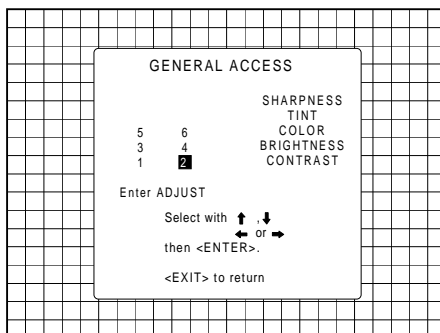 GENERAL ACCESS
SHARPNESS
TINT
5 6 COLOR
3 4 BRIGHTNESS
1 2 CONTRAST
Enter ADJUST
Select with ↑ , ↓
← or →
then <ENTER>.
<EXIT> to return